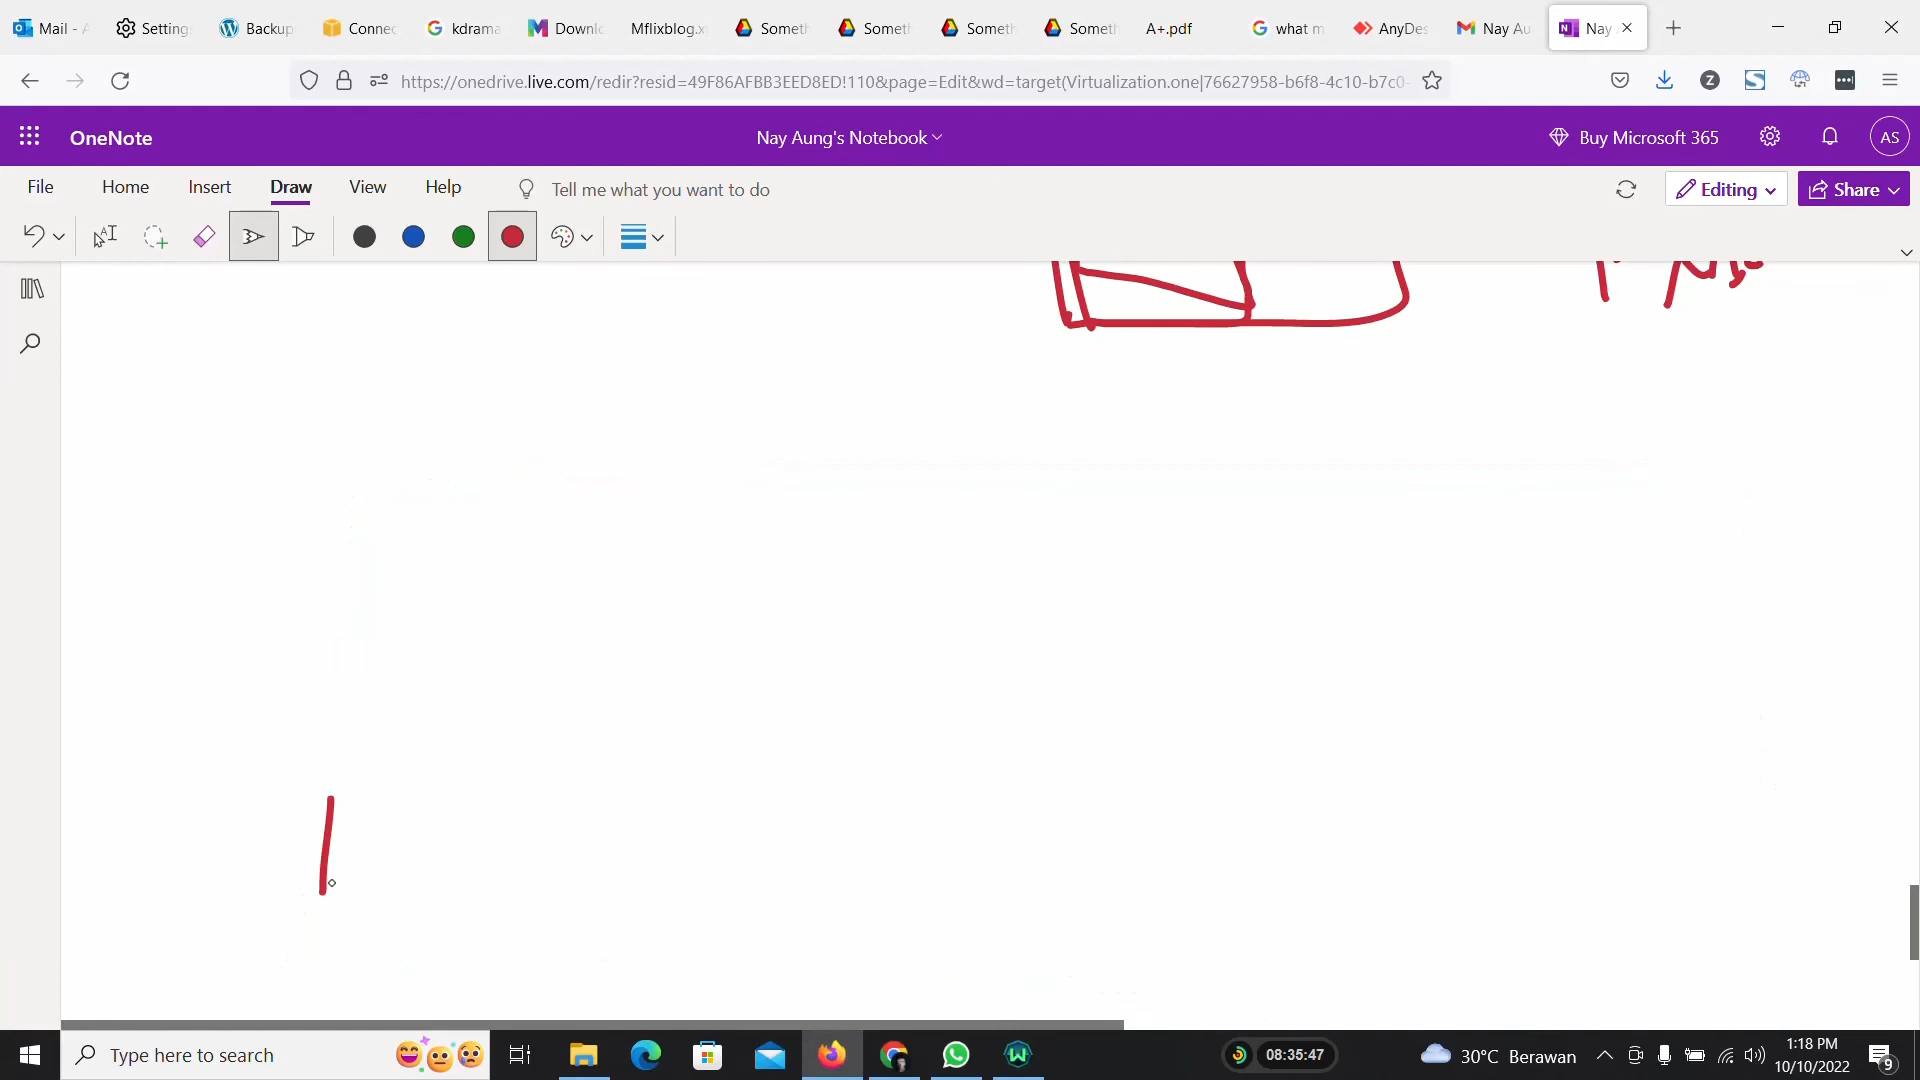 Mail - A
Setting
Backup
Connec
kdrama
Downlo
Mflixblog.x
Someth
Someth
Someth
Someth
A+.pdf
what m
AnyDes
Nay Au
Nay A
https://onedrive.live.com/redir?resid=49F86AFBB3EED8ED!110&page=Edit&wd=target(Virtualization.one|76627958-b6f8-4c10-b7c0-
OneNote
Nay Aung's Notebook
Buy Microsoft 365
AS
File Home Insert Draw View Help Tell me what you want to do
Editing
Share
Type here to search
08:35:47
30°C Berawan
1:18 PM
10/10/2022
9